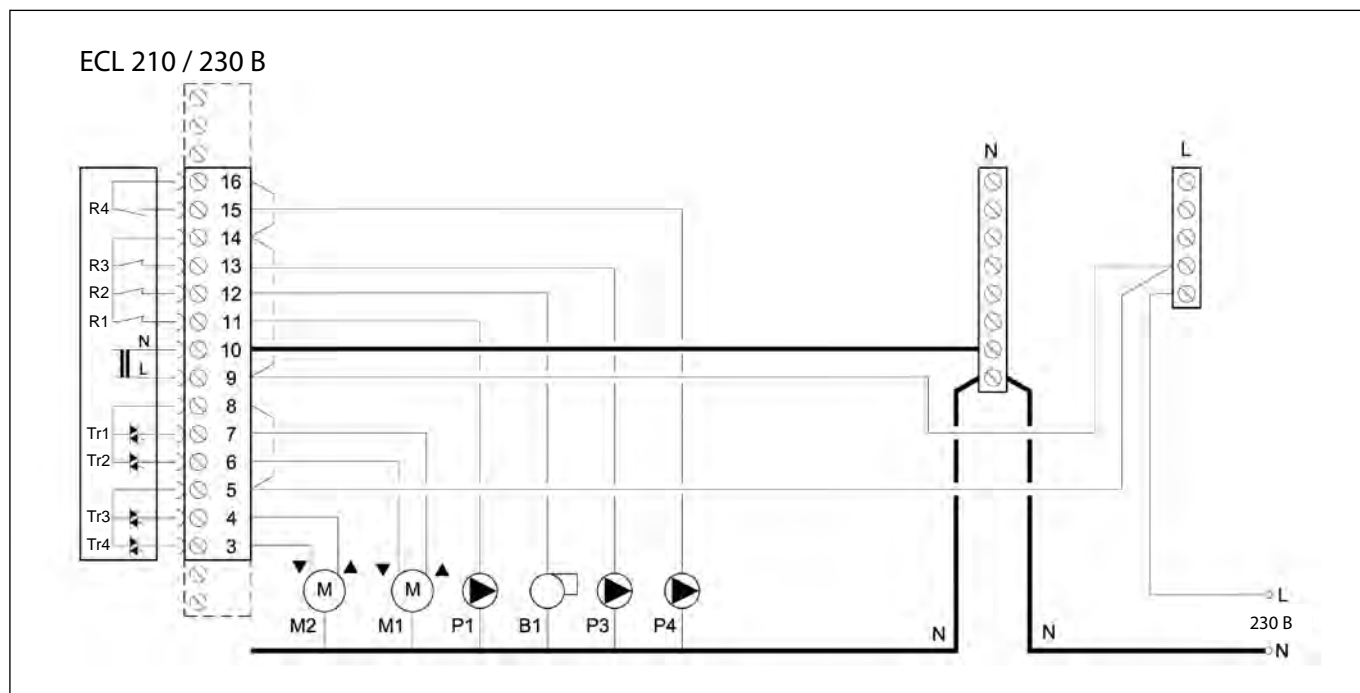 ECL 210 / 230 В
N L
16
R4 15
14
R3 13
R2 12
R1 11
N 10
L 9
8
Tr1 7
Tr2 6
5
Tr3 4
Tr4 3
M M
M2 M1 P1 B1 P3 P4
N N
L
230 В
N